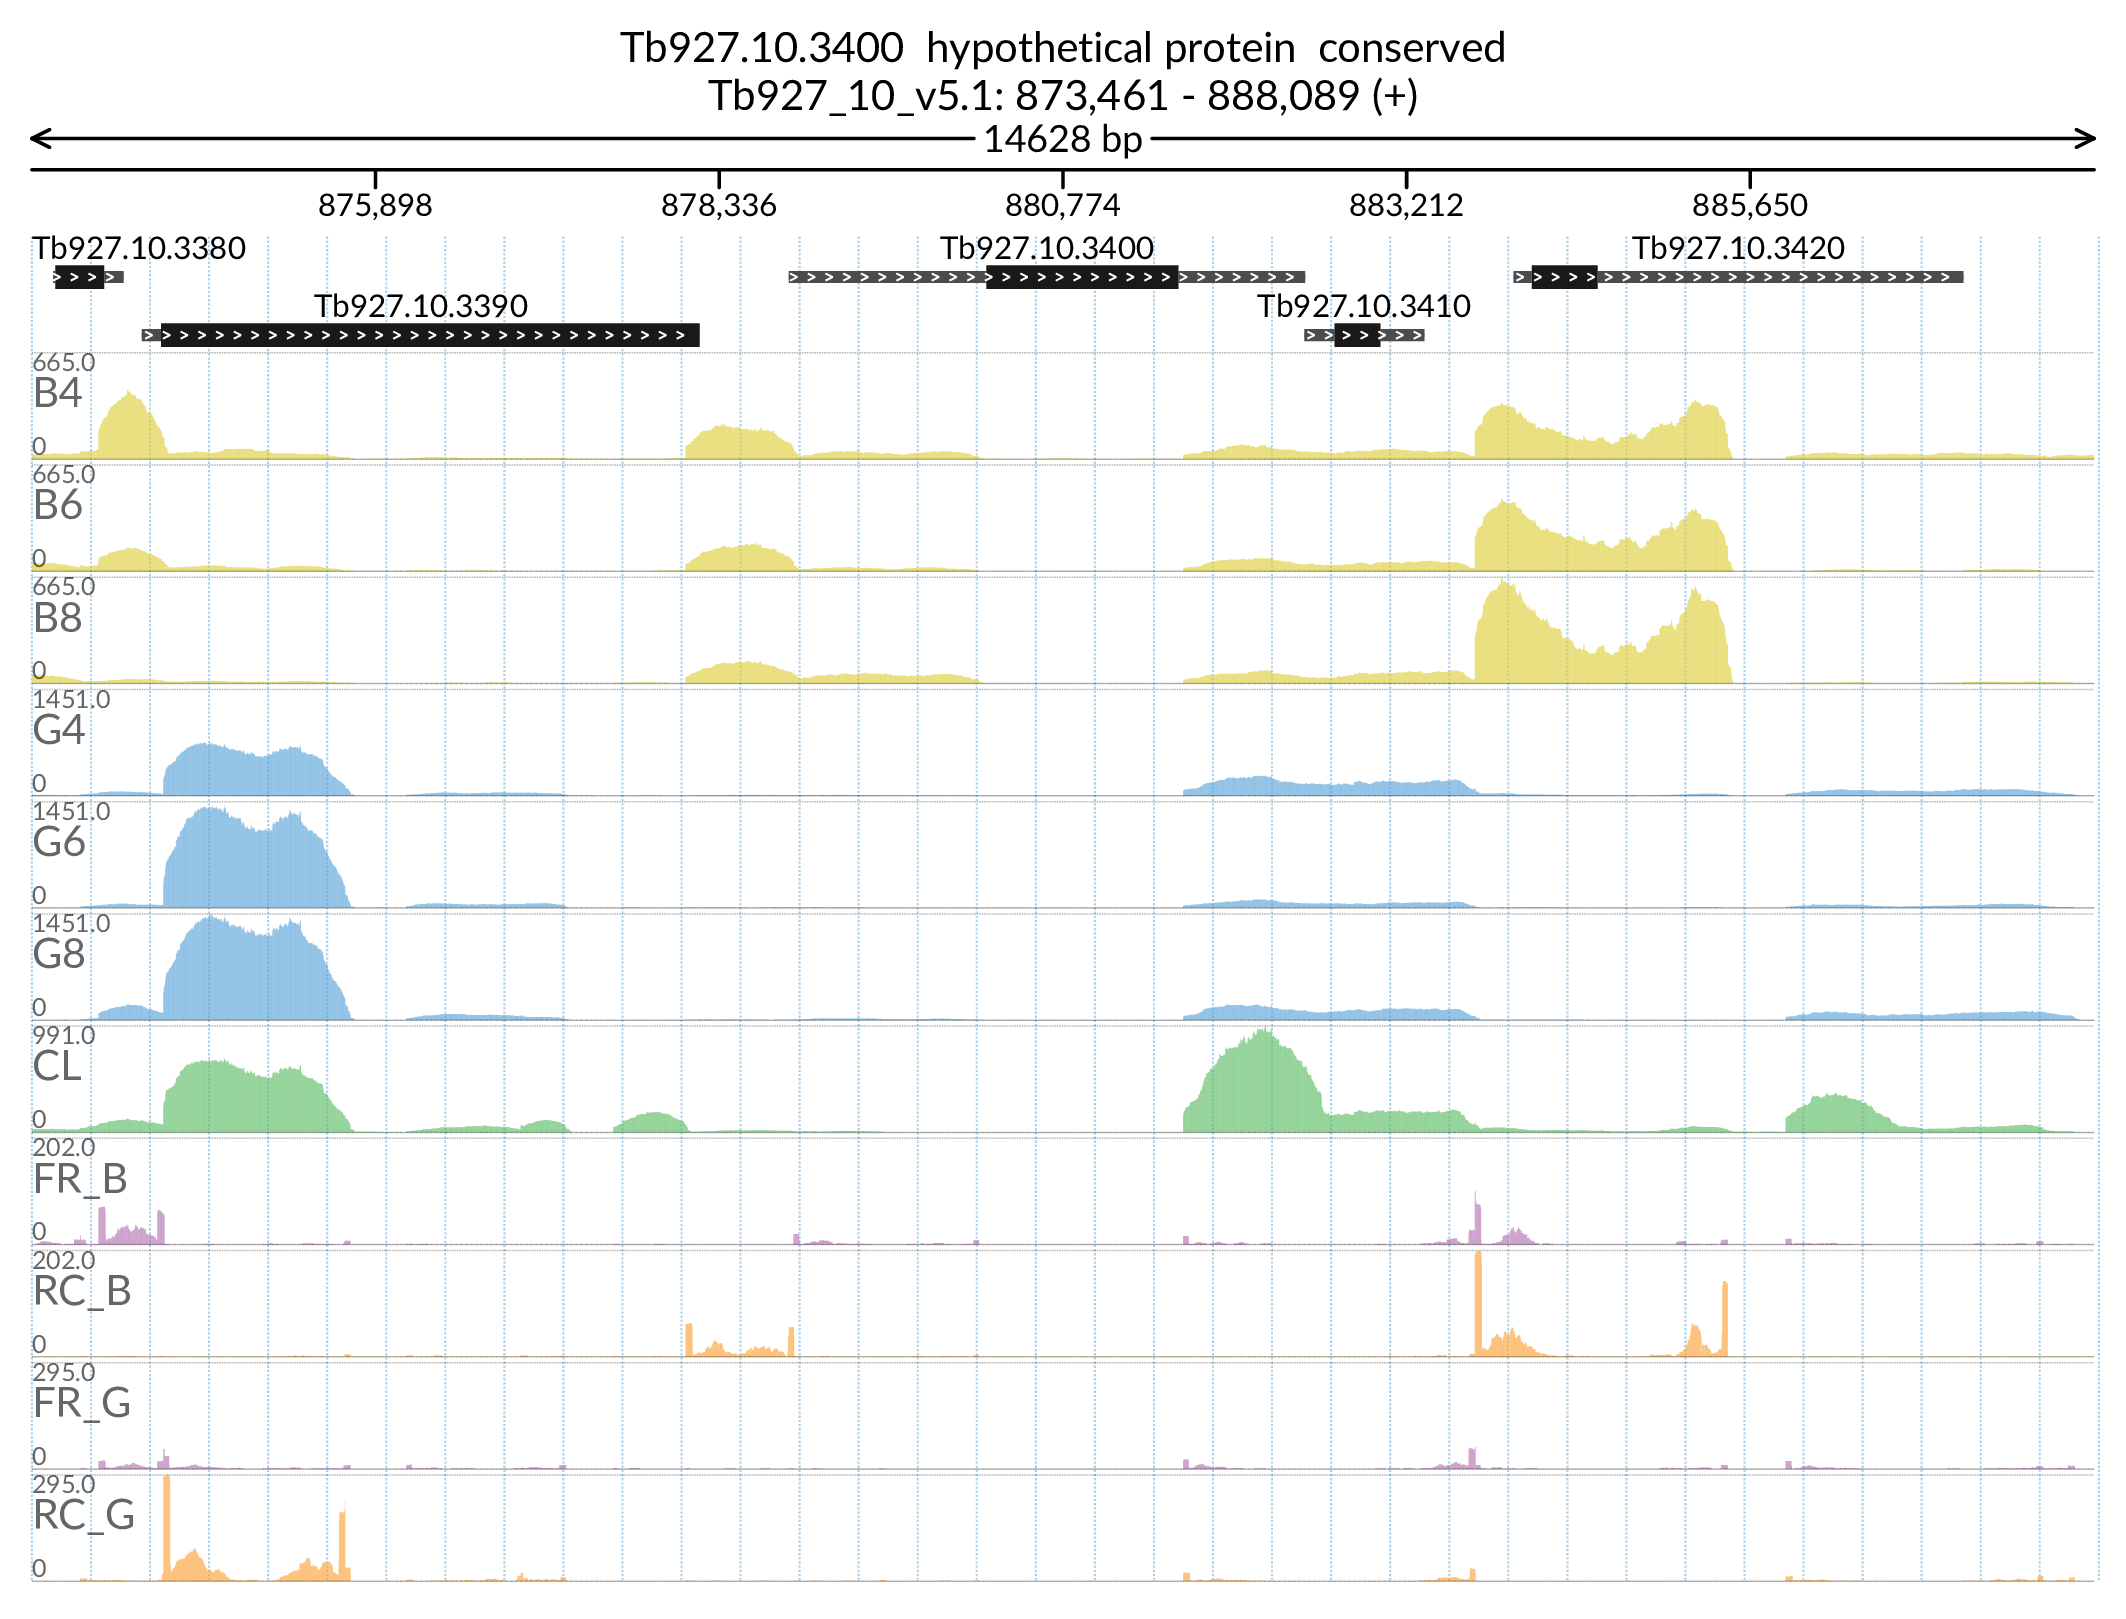 Tb927.10.3400  hypothetical protein  conserved
Tb927_10_v5.1: 873,461 - 888,089 (+)
14628 bp
875,898 878,336 880,774 883,212 885,650
Tb927.10.3380 Tb927.10.3400 Tb927.10.3420
Tb927.10.3390 Tb927.10.3410
665.0
B4
0
665.0
B6
0
665.0
B8
0
1451.0
G4
0
1451.0
G6
0
1451.0
G8
0
991.0
CL
0
202.0
FR_B
0
202.0
RC_B
0
295.0
FR_G
0
295.0
RC_G
0